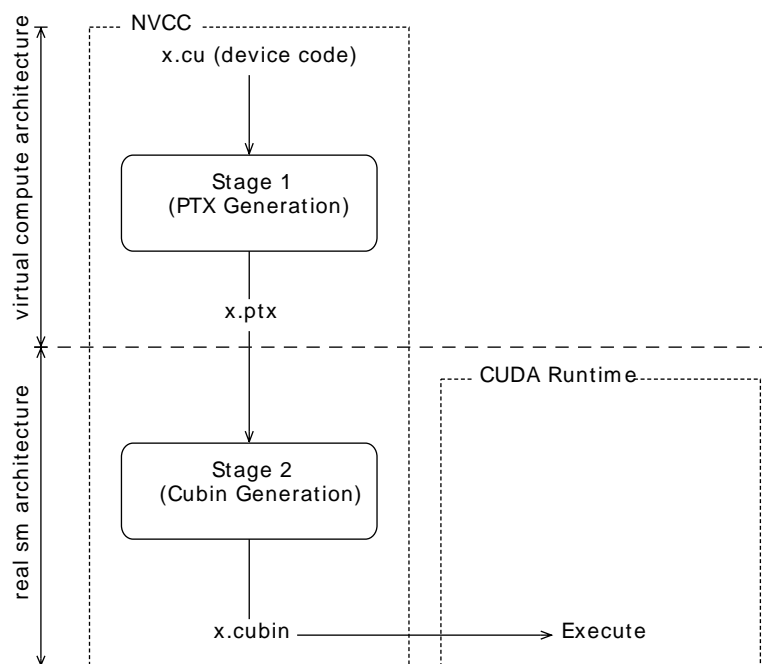 NVCC
x.cu (device code)
virtual compute architecture
Stage 1
(PTX Generation)
x.ptx
CUDA Runtime
real sm architecture
Stage 2
(Cubin Generation)
x.cubin
Execute